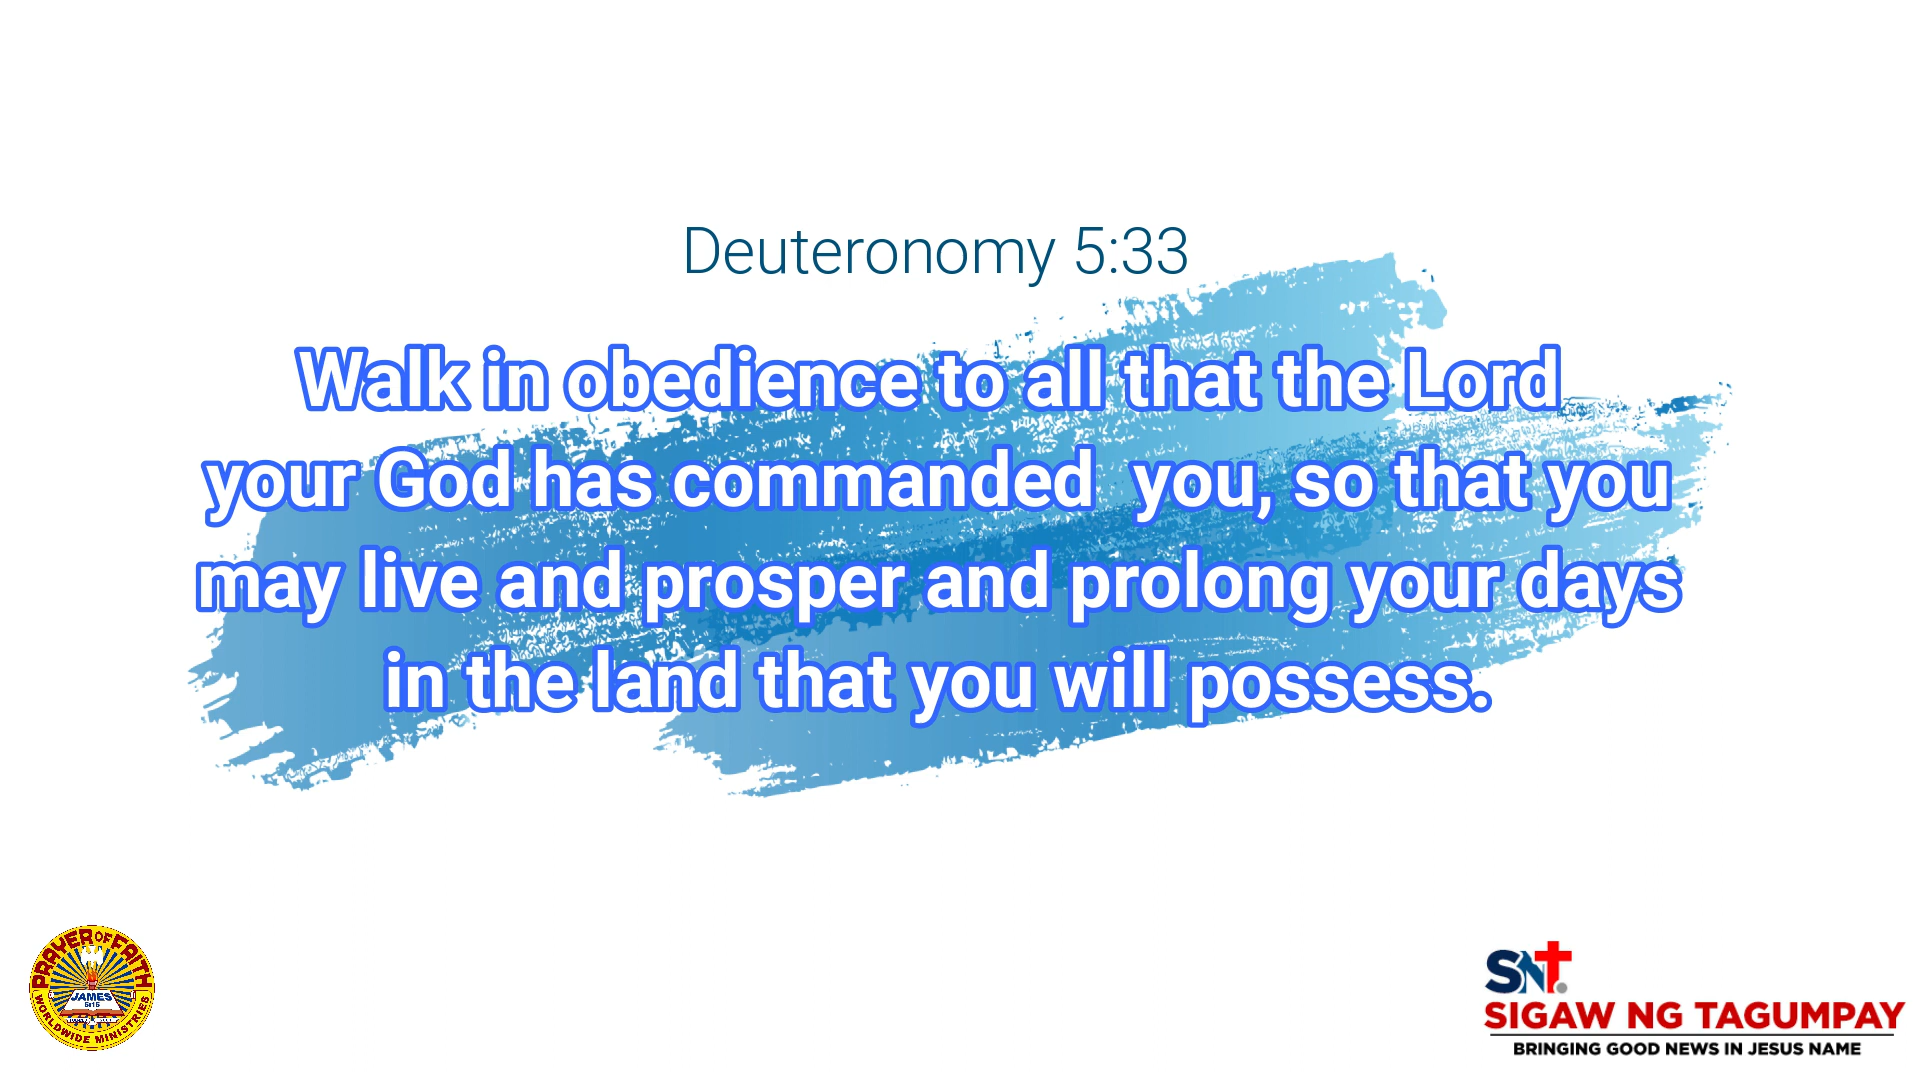 Deuteronomy 5:33
Walk in obedience to all that the Lord
your God has commanded  you, so that you
may live and prosper and prolong your days
in the land that you will possess.
PRAYER OF FAITH
JAMES
5:15
WORLDWIDE MINISTRIES
SNt.
SIGAW NG TAGUMPAY
BRINGING GOOD NEWS IN JESUS NAME